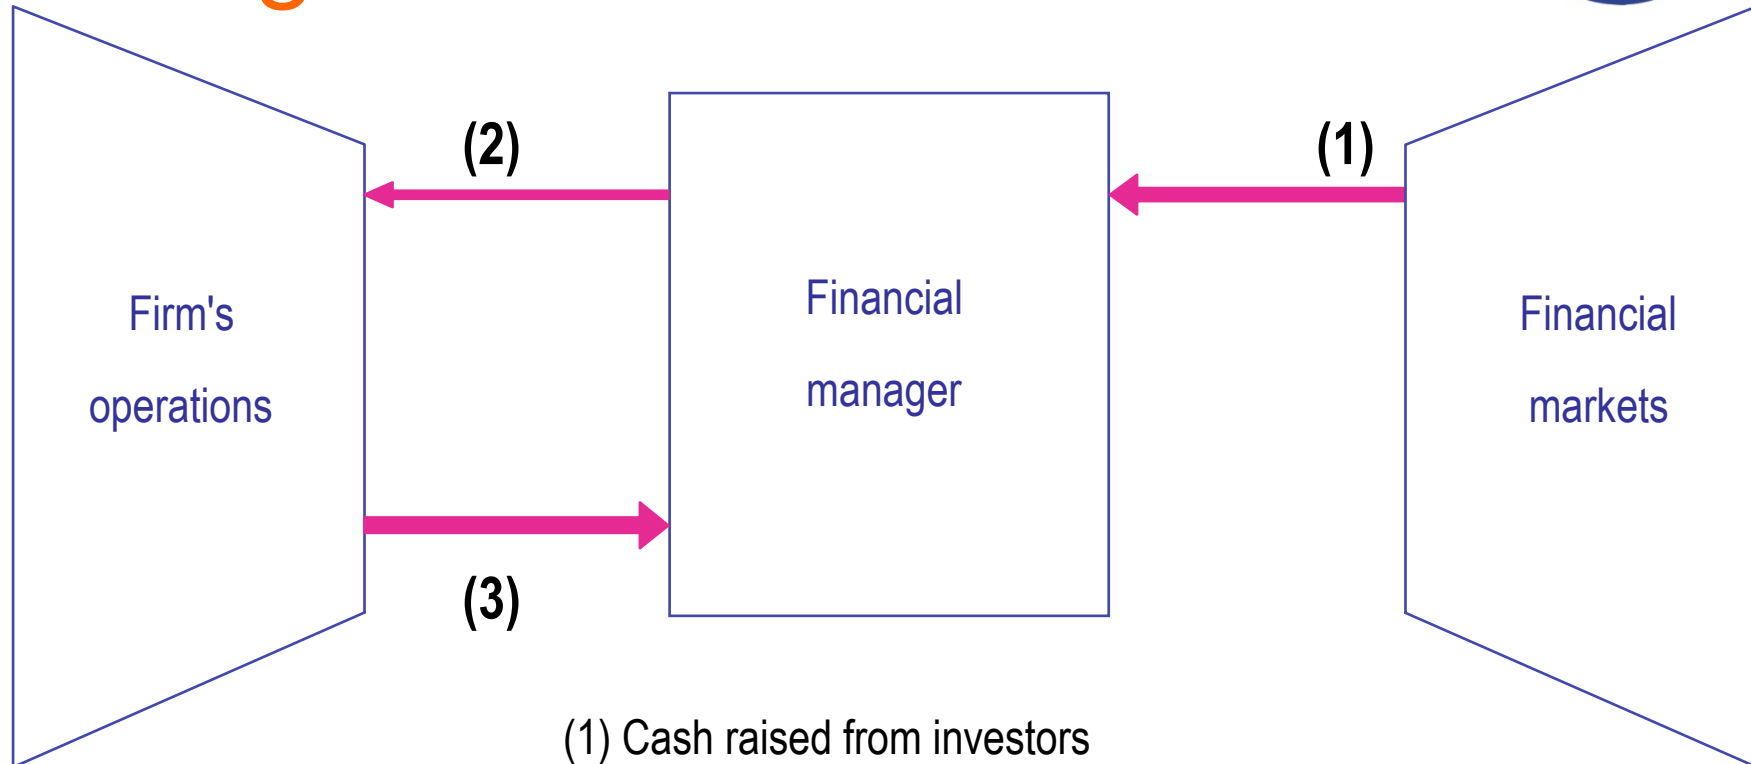 (2)
(1)
Firm's
operations
Financial
manager
Financial
markets
(3)
(1) Cash raised from investors